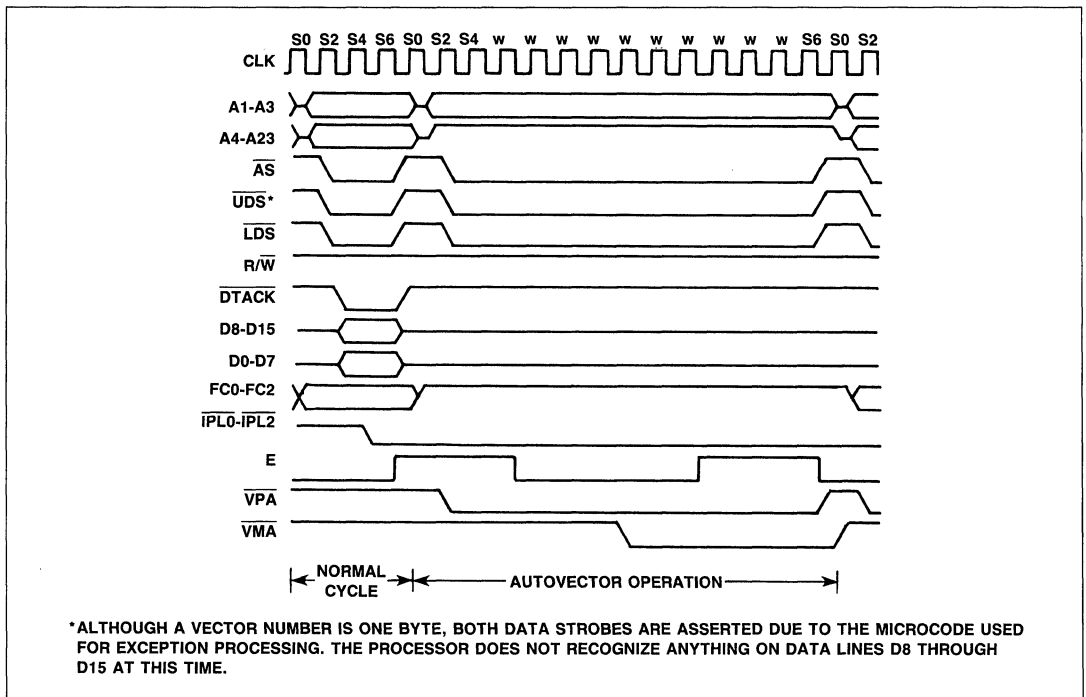 S0 S2 S4 S6 S0 S2 S4 w w w w w w w w w w S6 S0 S2
CLK
A1-A3
A4-A23
AS
UDS*
LDS
R/W
DTACK
D8-D15
D0-D7
FC0-FC2
IPL0-IPL2
E
VPA
VMA
NORMAL
CYCLE
AUTOVECTOR OPERATION
*ALTHOUGH A VECTOR NUMBER IS ONE BYTE, BOTH DATA STROBES ARE ASSERTED DUE TO THE MICROCODE USED
FOR EXCEPTION PROCESSING. THE PROCESSOR DOES NOT RECOGNIZE ANYTHING ON DATA LINES D8 THROUGH
D15 AT THIS TIME.